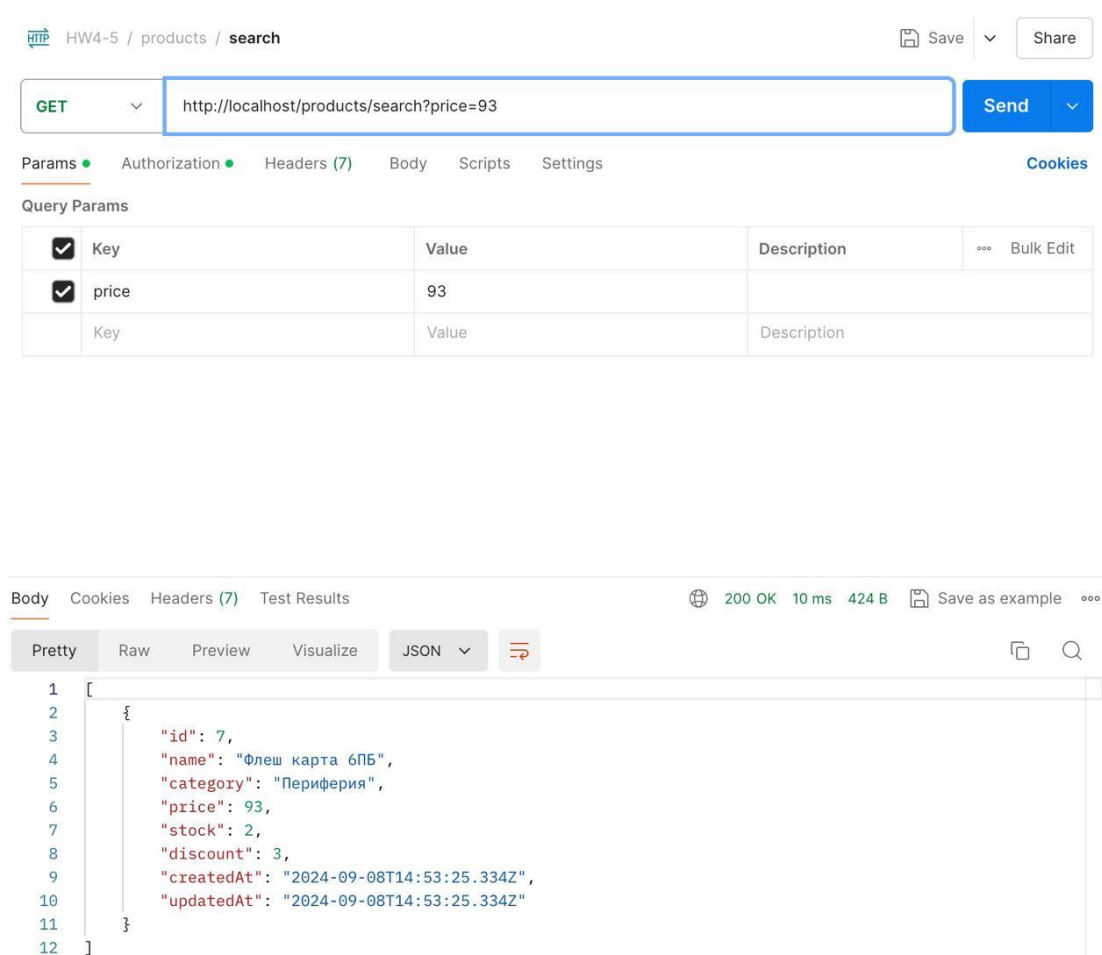 HTTP HW4-5 / products / search Save Share
GET http://localhost/products/search?price=93 Send
Params Authorization Headers (7) Body Scripts Settings Cookies
Query Params
Key Value Description Bulk Edit
price 93
Key Value Description
Body Cookies Headers (7) Test Results 200 OK 10 ms 424 B Save as example
Pretty Raw Preview Visualize JSON
1 [
2 {
3 "id": 7,
4 "name": "Флеш карта 6ПБ",
5 "category": "Периферия",
6 "price": 93,
7 "stock": 2,
8 "discount": 3,
9 "createdAt": "2024-09-08T14:53:25.334Z",
10 "updatedAt": "2024-09-08T14:53:25.334Z"
11 }
12 ]